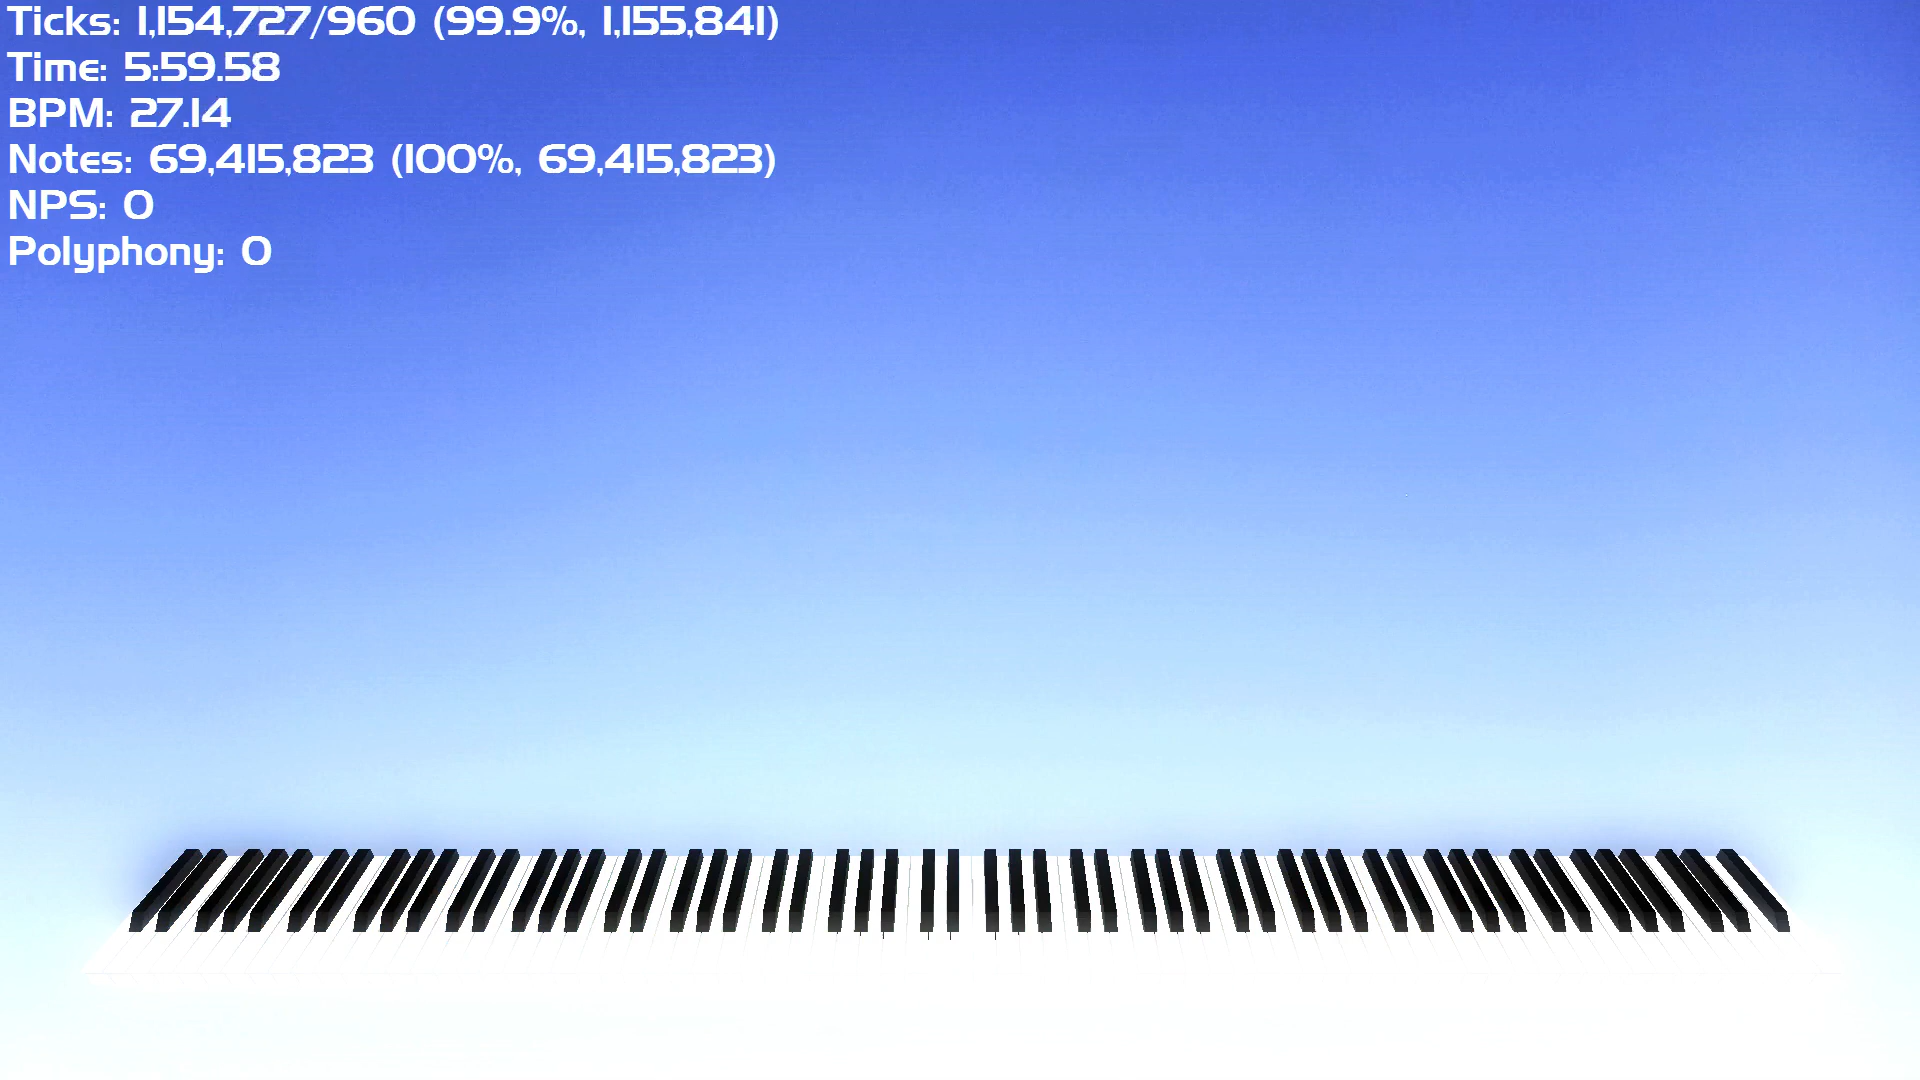 Ticks: 1,154,727/960 (99.9%, 1,155,841)
Time: 5:59.58
BPM: 27.14
Notes: 69,415,823 (100%, 69,415,823)
NPS: 0
Polyphony: 0